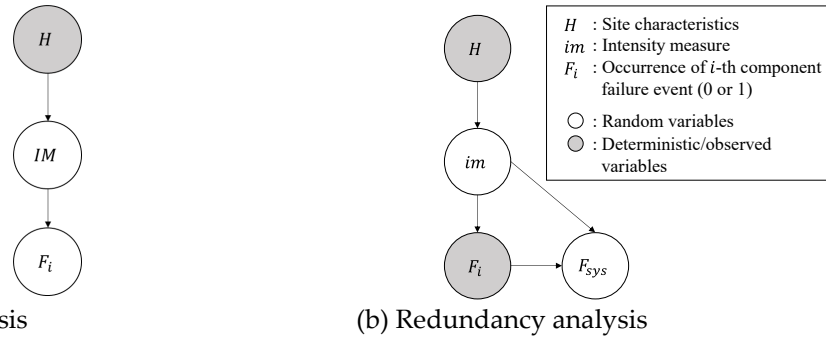 H
IM
F_i
sis
H
im
F_i
F_sys
(b) Redundancy analysis
H : Site characteristics
im : Intensity measure
F_i : Occurrence of i-th component
failure event (0 or 1)
: Random variables
: Deterministic/observed
variables